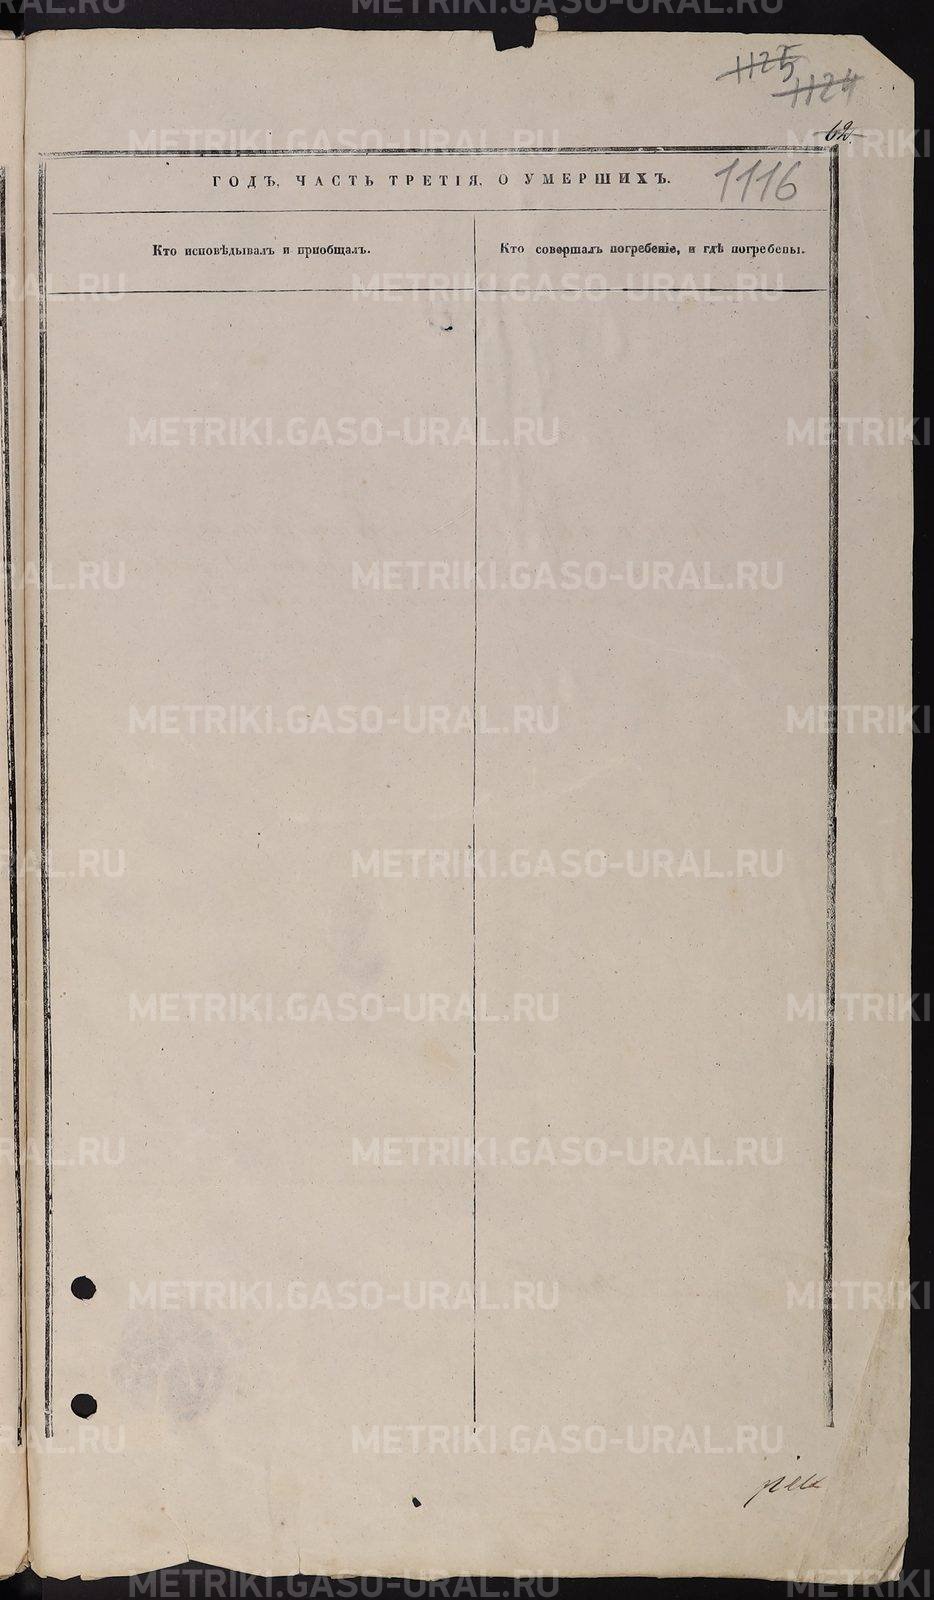 1125
1124
62
ГОДЪ, ЧАСТЬ ТРЕТІЯ, О УМЕРШИХЪ.
1116
Кто исповѣдывалъ и пріобщалъ.
Кто совершалъ погребеніе, и гдѣ погребены.
METRIKI.GASO-URAL.RU